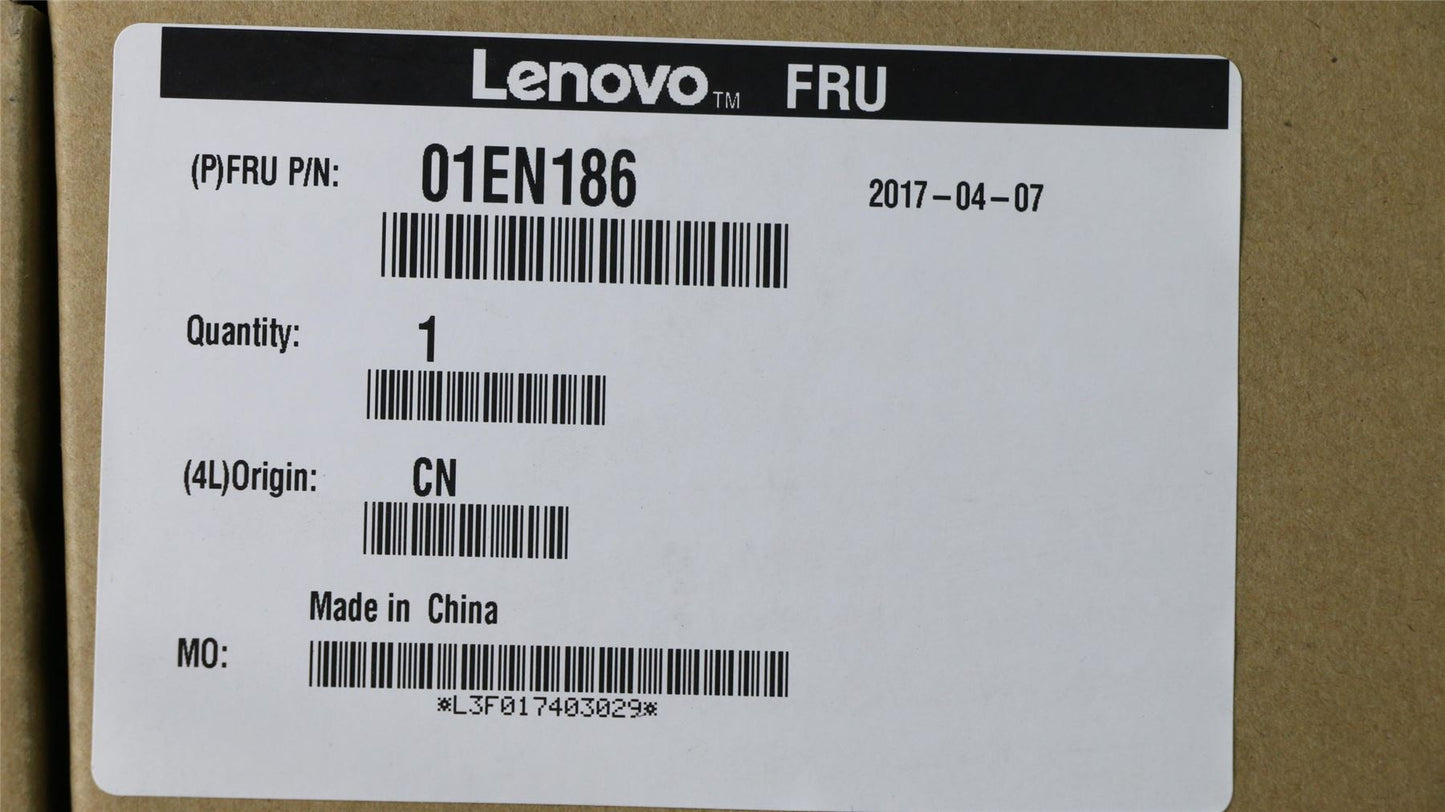 Lenovo™ FRU
(P)FRU P/N: 01EN186 2017-04-07
Quantity: 1
(4L)Origin: CN
Made in China
MO:
*L3F017403029*